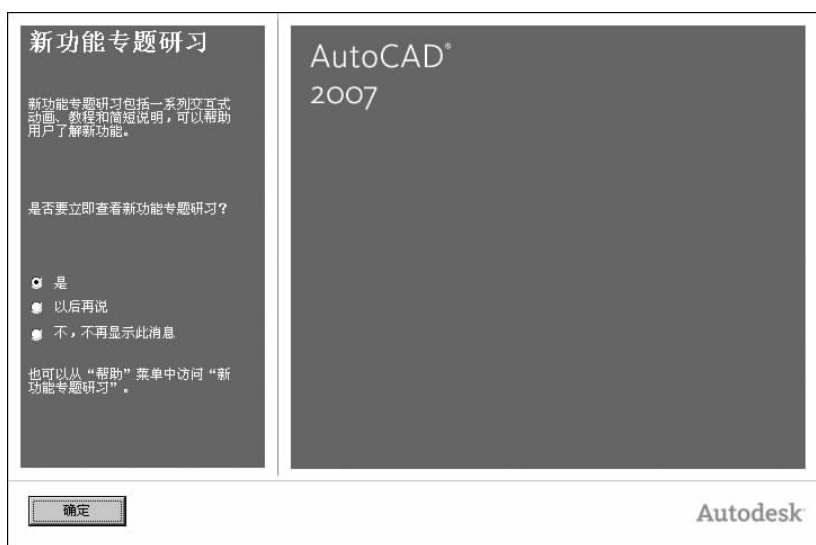 新功能专题研习
新功能专题研习包括一系列交互式
动画、教程和简短说明，可以帮助
用户了解新功能。
是否要立即查看新功能专题研习？
是
以后再说
不，不再显示此消息
也可以从“帮助”菜单中访问“新
功能专题研习”。
AutoCAD®
2007
确定
Autodesk